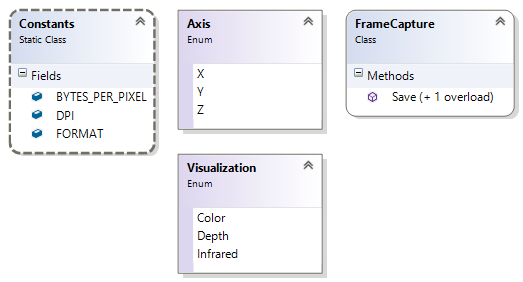 Constants
Static Class
Fields
BYTES_PER_PIXEL
DPI
FORMAT
Axis
Enum
X
Y
Z
FrameCapture
Class
Methods
Save (+ 1 overload)
Visualization
Enum
Color
Depth
Infrared